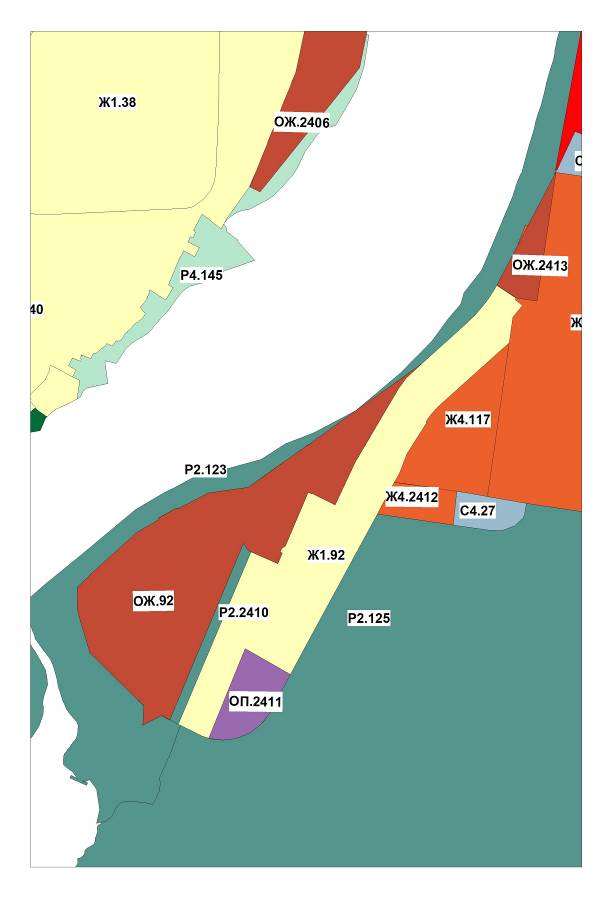 Ж1.38
ОЖ.2406
С
ОЖ.2413
Р4.145
40
Ж
Ж4.117
Р2.123
Ж4.2412
С4.27
Ж1.92
ОЖ.92
Р2.2410
Р2.125
ОП.2411